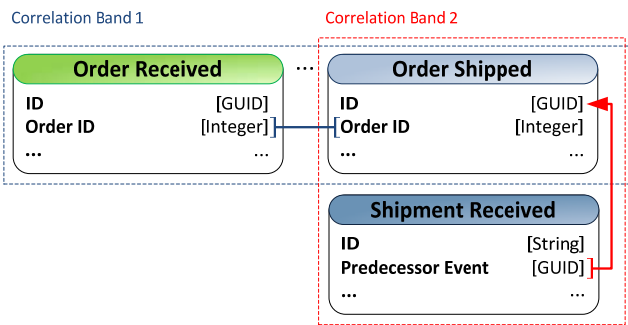 Correlation Band 1
Correlation Band 2
Order Received
ID [GUID]
Order ID [Integer]
... ...
...
Order Shipped
ID [GUID]
Order ID [Integer]
... ...
Shipment Received
ID [String]
Predecessor Event [GUID]
... ...